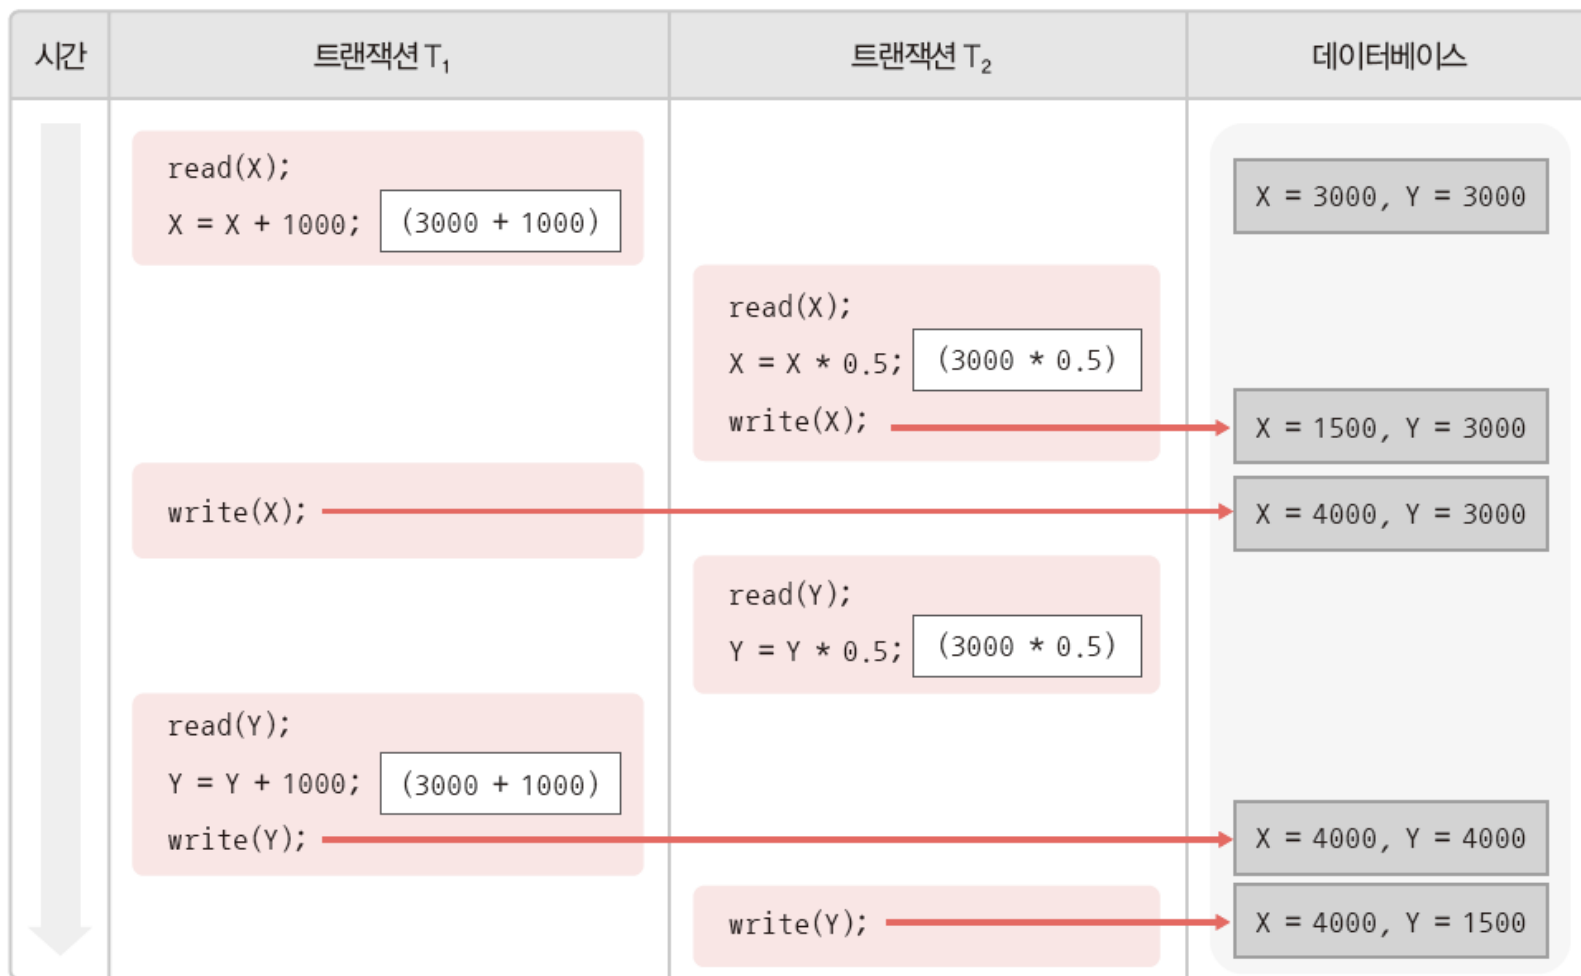 시간 트랜잭션 T₁ 트랜잭션 T₂ 데이터베이스
read(X);
X = X + 1000; (3000 + 1000)
X = 3000, Y = 3000
read(X);
X = X * 0.5; (3000 * 0.5)
write(X);
X = 1500, Y = 3000
write(X);
X = 4000, Y = 3000
read(Y);
Y = Y * 0.5; (3000 * 0.5)
read(Y);
Y = Y + 1000; (3000 + 1000)
write(Y);
X = 4000, Y = 4000
write(Y);
X = 4000, Y = 1500